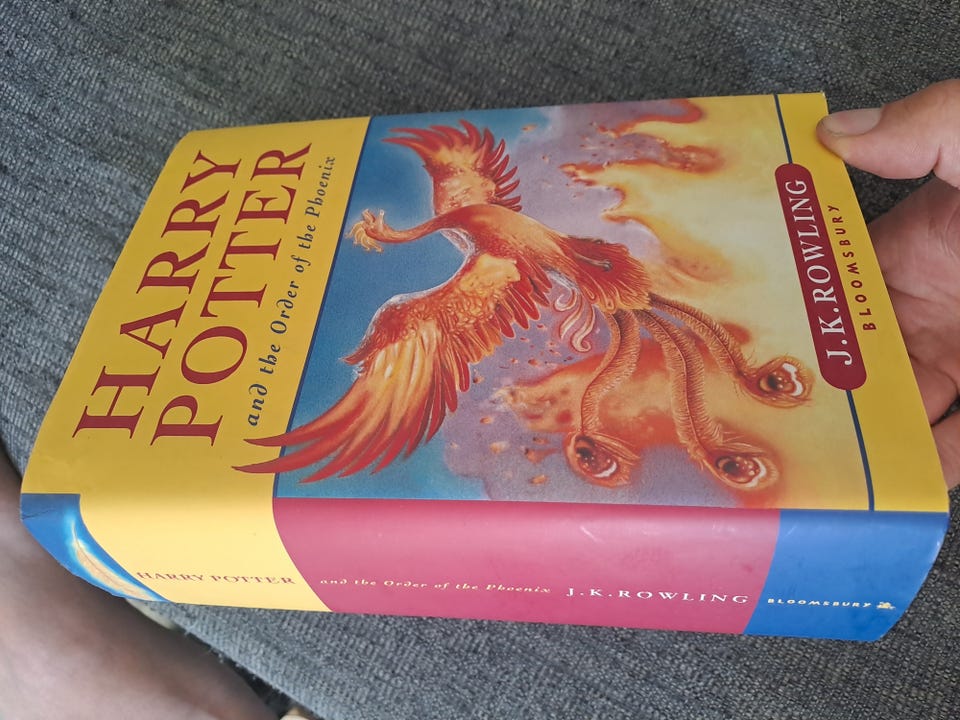 HARRY
POTTER
and the Order of the Phoenix
J.K.ROWLING
BLOOMSBURY
HARRY POTTER and the Order of the Phoenix J.K.ROWLING BLOOMSBURY